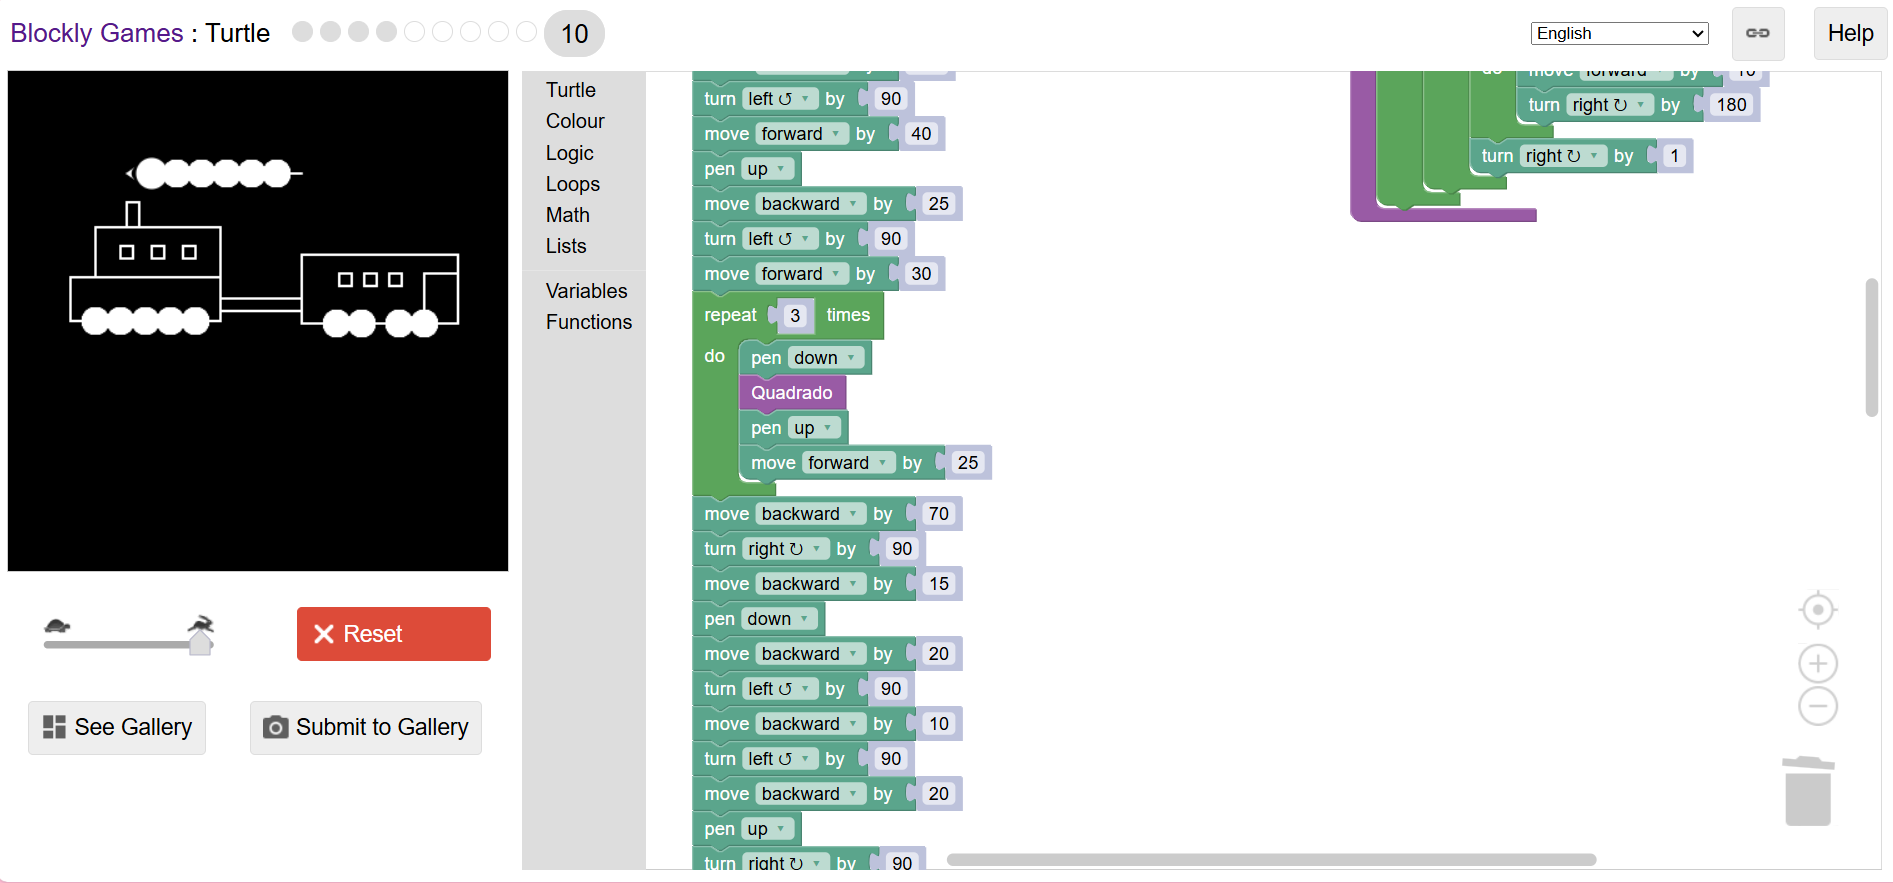 Blockly Games : Turtle 10 English Help
Turtle
Colour
Logic
Loops
Math
Lists
Variables
Functions
turn left ↺ by 90
move forward by 40
pen up
move backward by 25
turn left ↺ by 90
move forward by 30
repeat 3 times
do pen down
Quadrado
pen up
move forward by 25
move backward by 70
turn right ↻ by 90
move backward by 15
pen down
move backward by 20
turn left ↺ by 90
move backward by 10
turn left ↺ by 90
move backward by 20
pen up
turn right ↻ by 90
do move forward by 10
turn right ↻ by 180
turn right ↻ by 1
Reset
See Gallery
Submit to Gallery